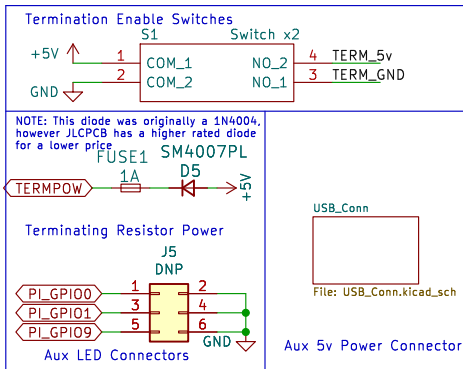 Termination Enable Switches
S1 Switch x2
+5V 1 COM_1 NO_2 4 TERM_5v
GND 2 COM_2 NO_1 3 TERM_GND
NOTE: This diode was originally a 1N4004,
however JLCPCB has a higher rated diode
for a lower price
FUSE1 SM4007PL
1A D5
TERMPOW +5V
Terminating Resistor Power
J5
DNP
PI_GPIO0 1 2
PI_GPIO1 3 4
PI_GPIO9 5 6 GND
Aux LED Connectors
USB_Conn
File: USB_Conn.kicad_sch
Aux 5v Power Connector